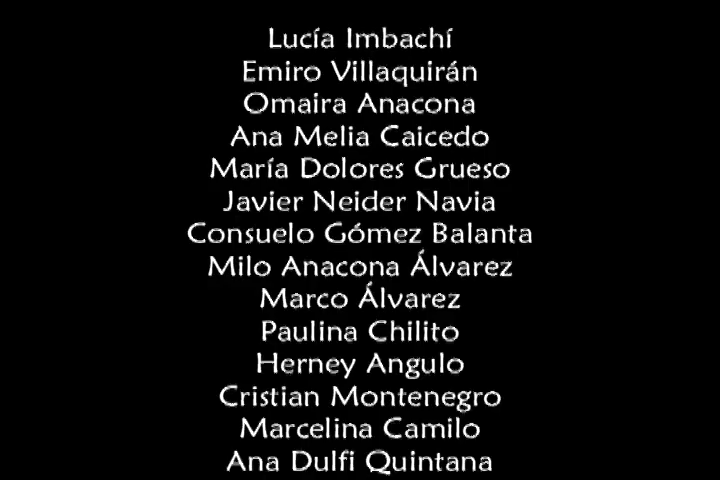 Lucía Imbachí
Emiro Villaquirán
Omaira Anacona
Ana Melia Caicedo
María Dolores Grueso
Javier Neider Navia
Consuelo Gómez Balanta
Milo Anacona Álvarez
Marco Álvarez
Paulina Chilito
Herney Angulo
Cristian Montenegro
Marcelina Camilo
Ana Dulfi Quintana